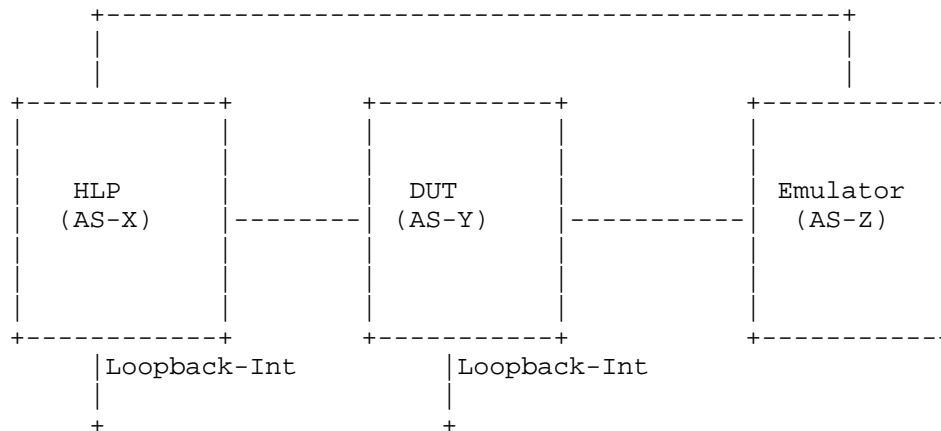 HLP DUT Emulator
(AS-X) (AS-Y) (AS-Z)
Loopback-Int Loopback-Int